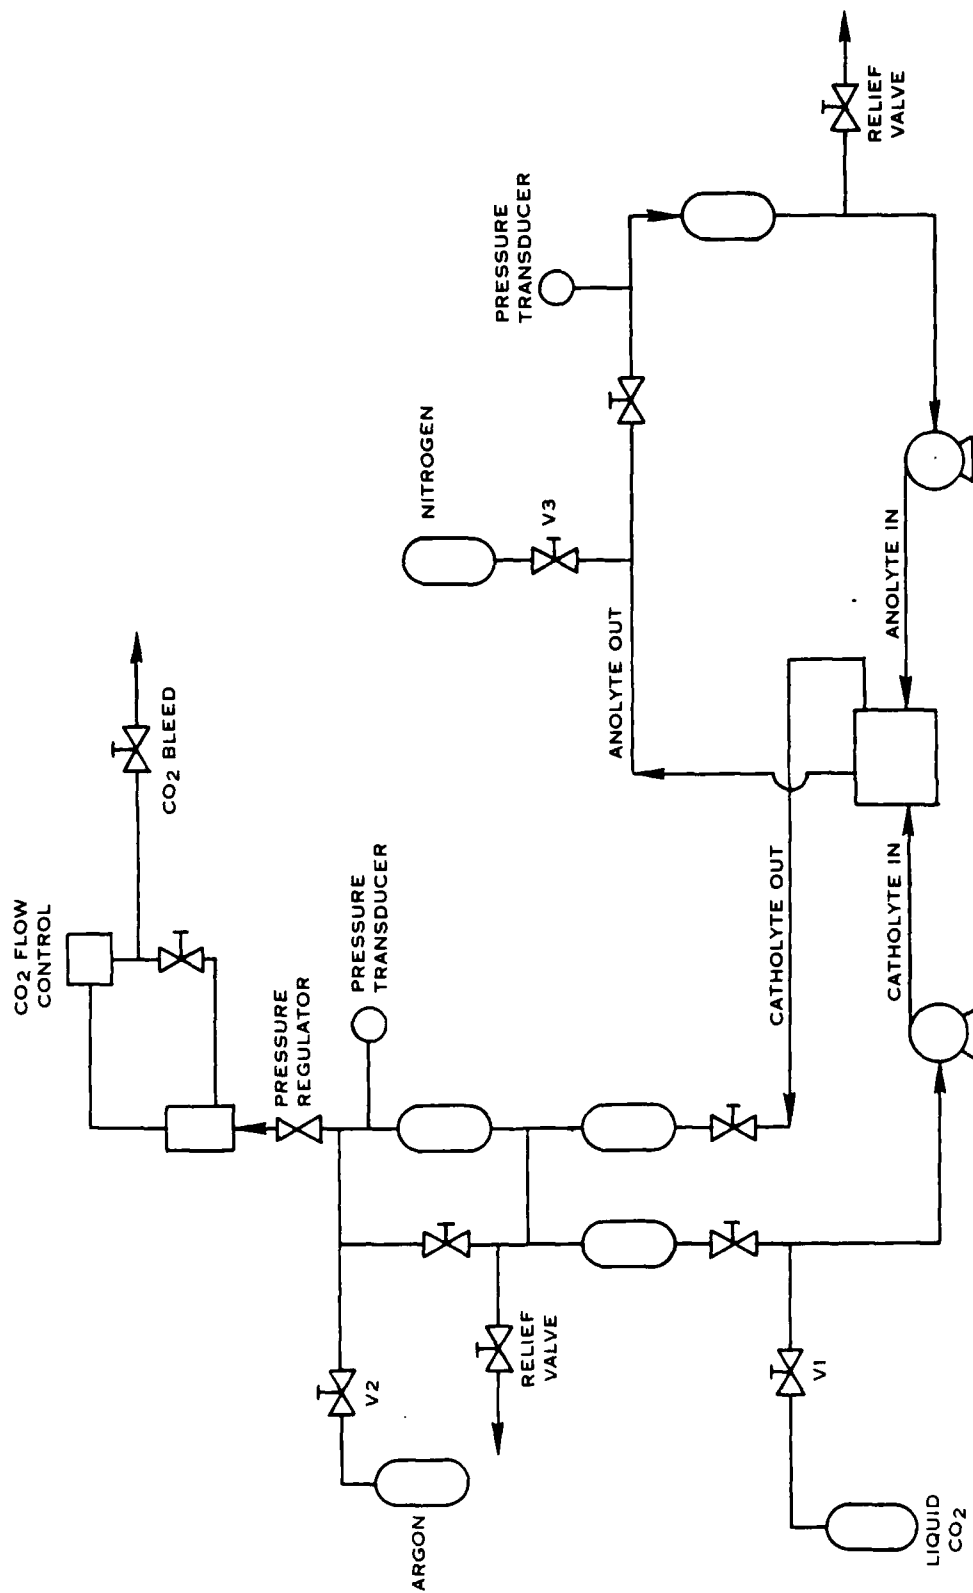 CO2 FLOW
CONTROL
CO2 BLEED
PRESSURE
REGULATOR
PRESSURE
TRANSDUCER
NITROGEN
V3
PRESSURE
TRANSDUCER
RELIEF
VALVE
ARGON
V2
RELIEF
VALVE
ANOLYTE OUT
CATHOLYTE OUT
LIQUID
CO2
V1
CATHOLYTE IN
ANOLYTE IN